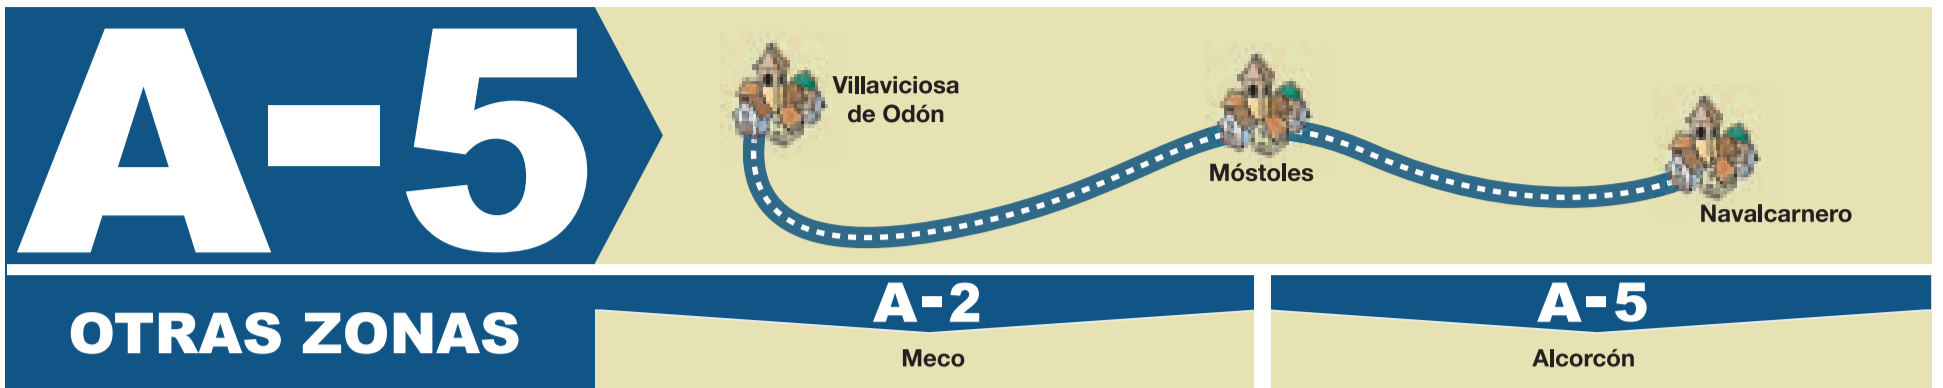 A-5
Villaviciosa
de Odón
Móstoles
Navalcarnero
OTRAS ZONAS
A-2
Meco
A-5
Alcorcón